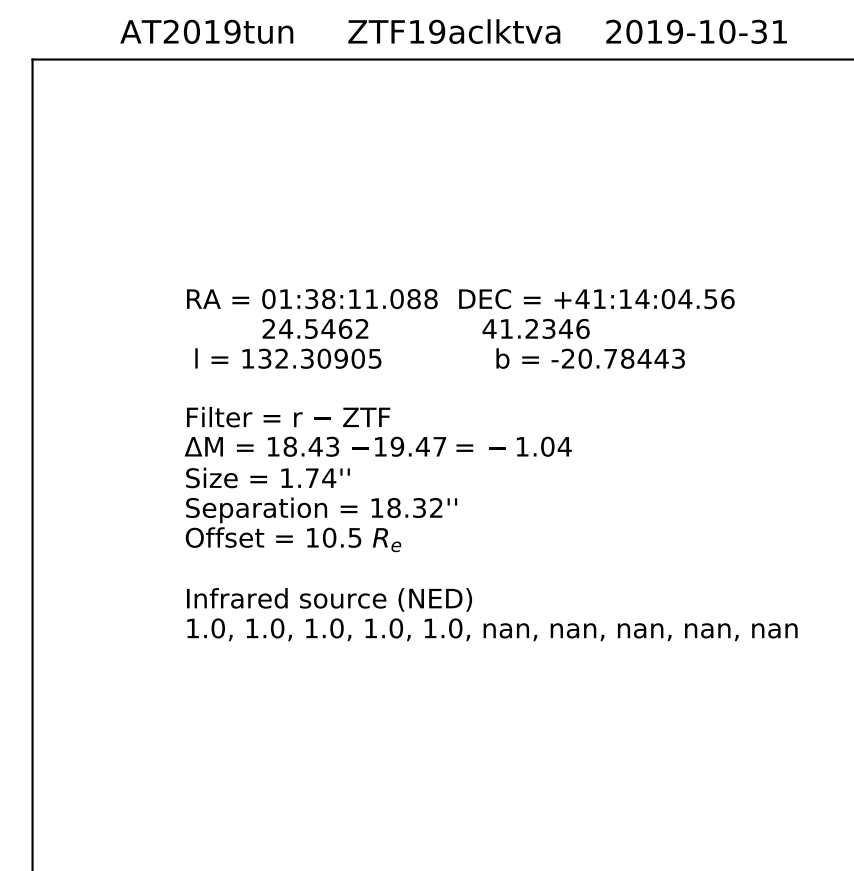 AT2019tun ZTF19aclktva 2019-10-31
RA = 01:38:11.088 DEC = +41:14:04.56
24.5462 41.2346
l = 132.30905 b = -20.78443
Filter = r − ZTF
ΔM = 18.43 −19.47 = − 1.04
Size = 1.74''
Separation = 18.32''
Offset = 10.5 Re
Infrared source (NED)
1.0, 1.0, 1.0, 1.0, 1.0, nan, nan, nan, nan, nan